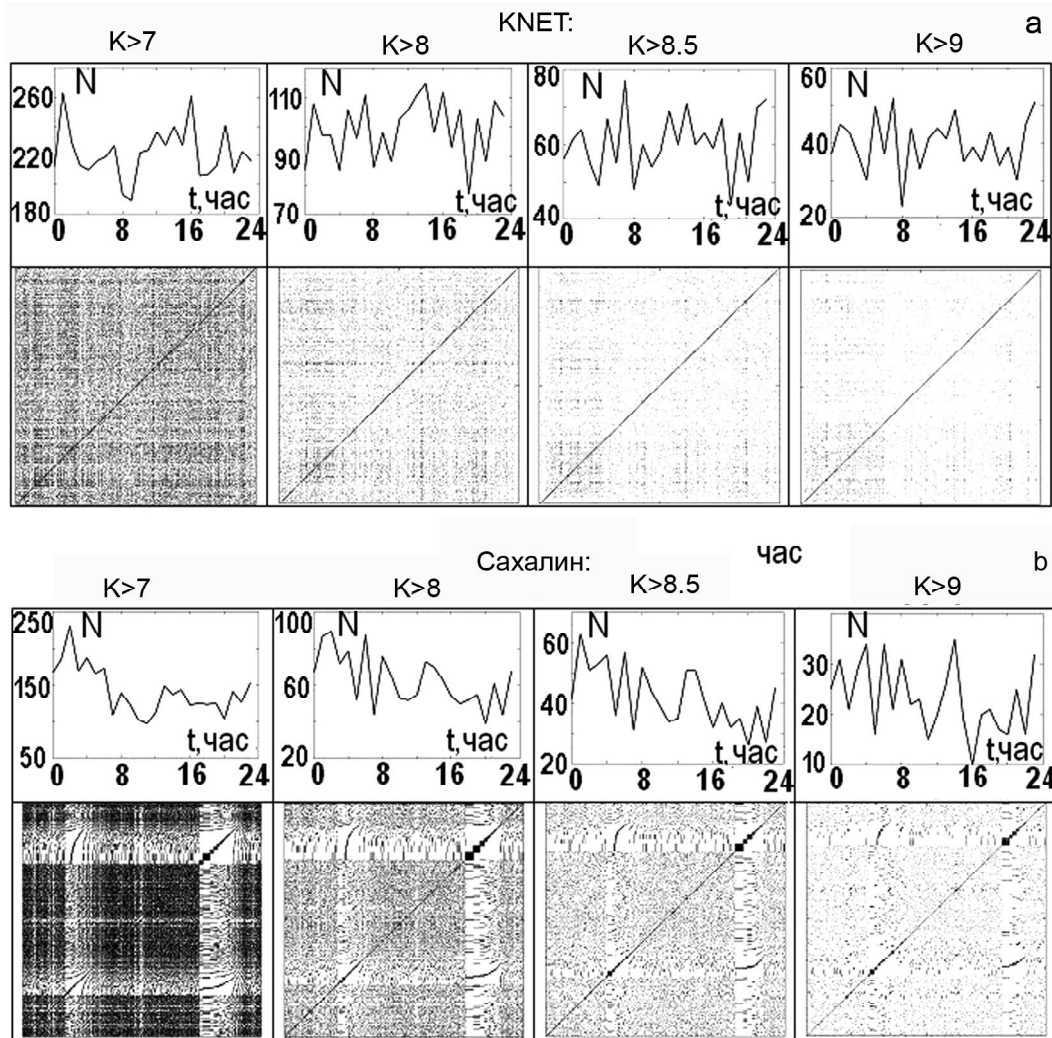 KNET: a
K>7 K>8 K>8.5 K>9
N N N N
260 110 80 60
220 90 60 40
180 70 40 20
t,час t,час t,час t,час
0 8 16 24 0 8 16 24 0 8 16 24 0 8 16 24
Сахалин: час b
K>7 K>8 K>8.5 K>9
N N N N
250 100 60 30
150 60 40 20
50 20 20 10
t,час t,час t,час t,час
0 8 16 24 0 8 16 24 0 8 16 24 0 8 16 24